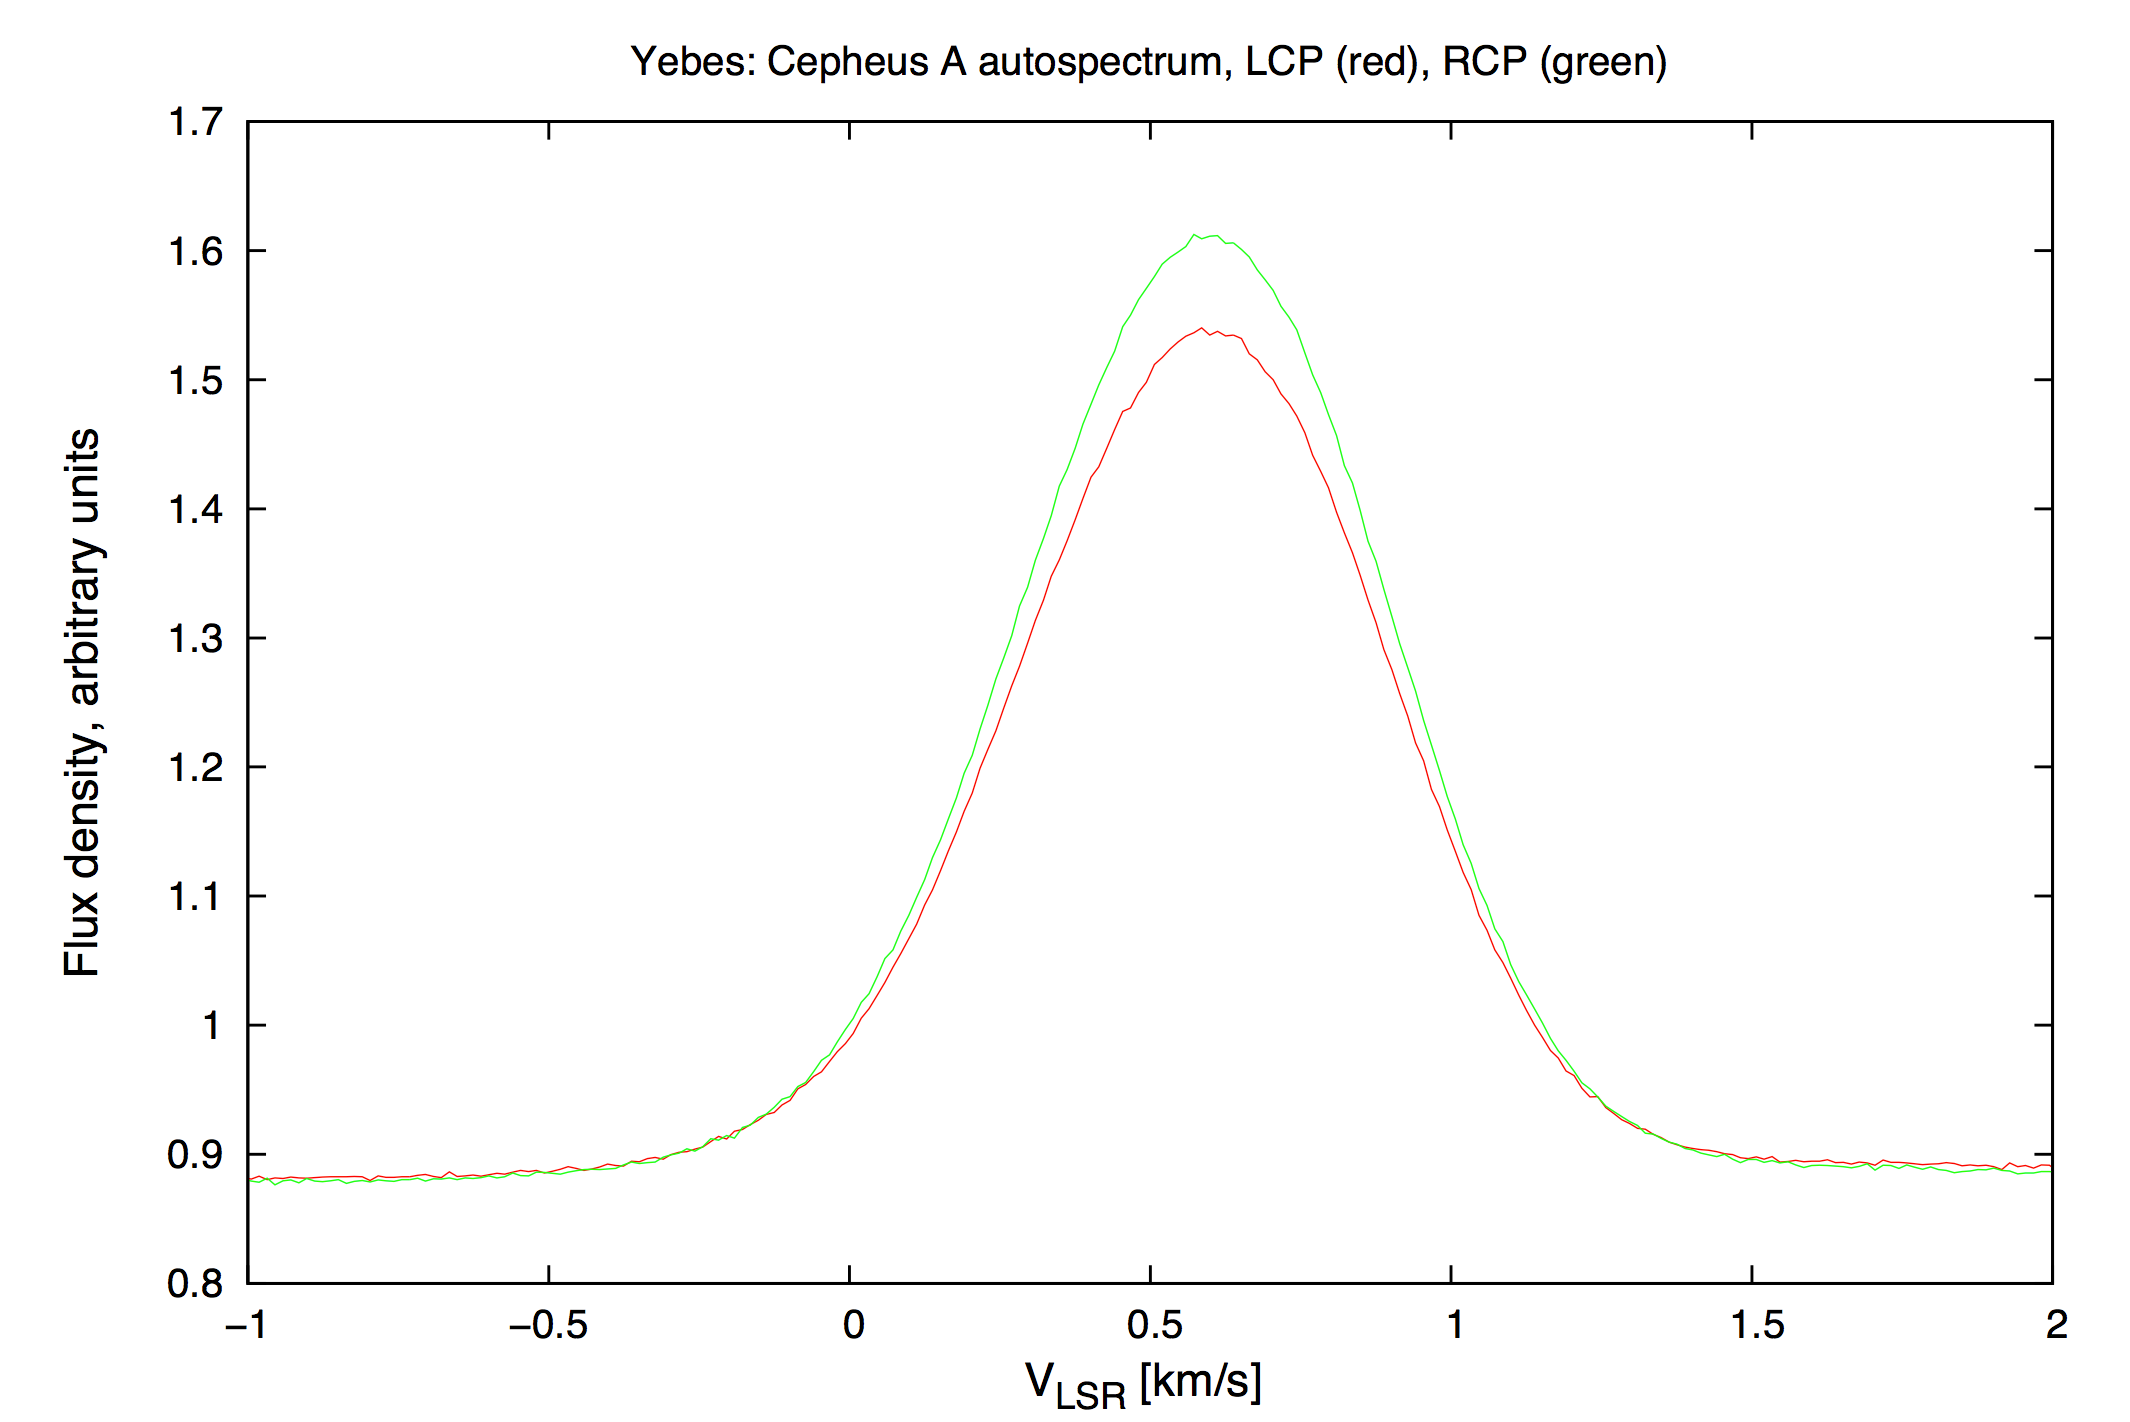 Yebes: Cepheus A autospectrum, LCP (red), RCP (green)
1.7
1.6
1.5
1.4
1.3
1.2
1.1
1
0.9
0.8
Flux density, arbitrary units
−1 −0.5 0 0.5 1 1.5 2
VLSR [km/s]